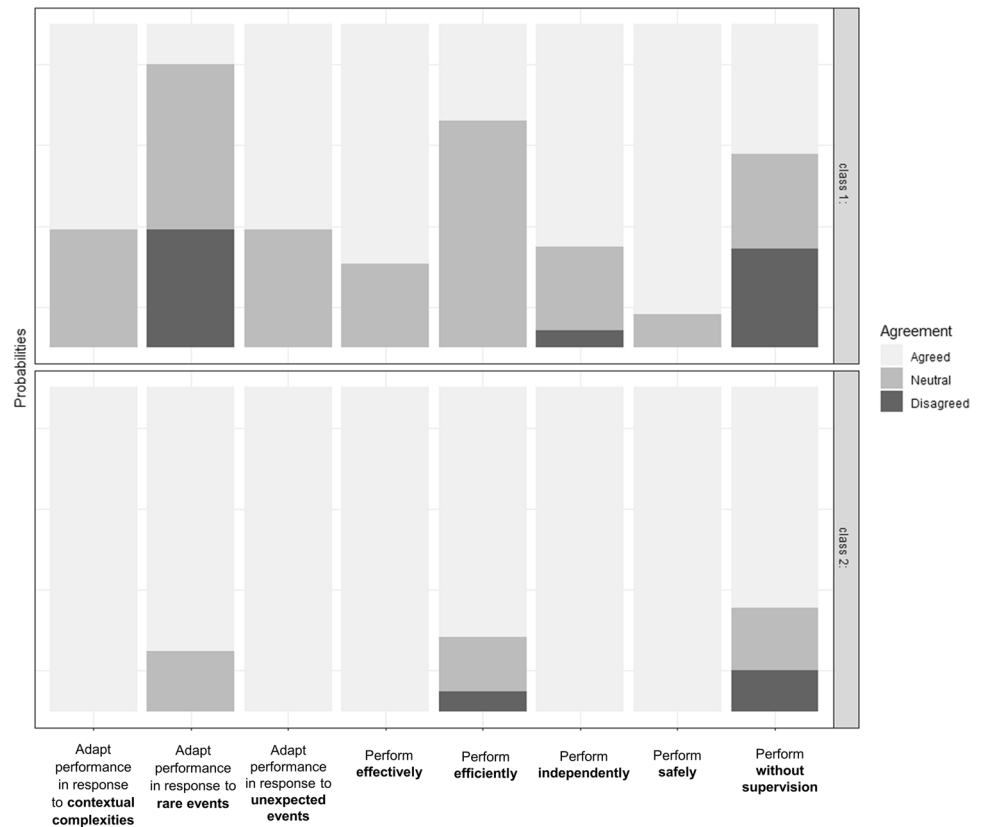 class 1:
Probabilities
class 2:
Agreement
Agreed
Neutral
Disagreed
Adapt
performance
in response
to contextual
complexities
Adapt
performance
in response to
rare events
Adapt
performance
in response to
unexpected
events
Perform
effectively
Perform
efficiently
Perform
independently
Perform
safely
Perform
without
supervision